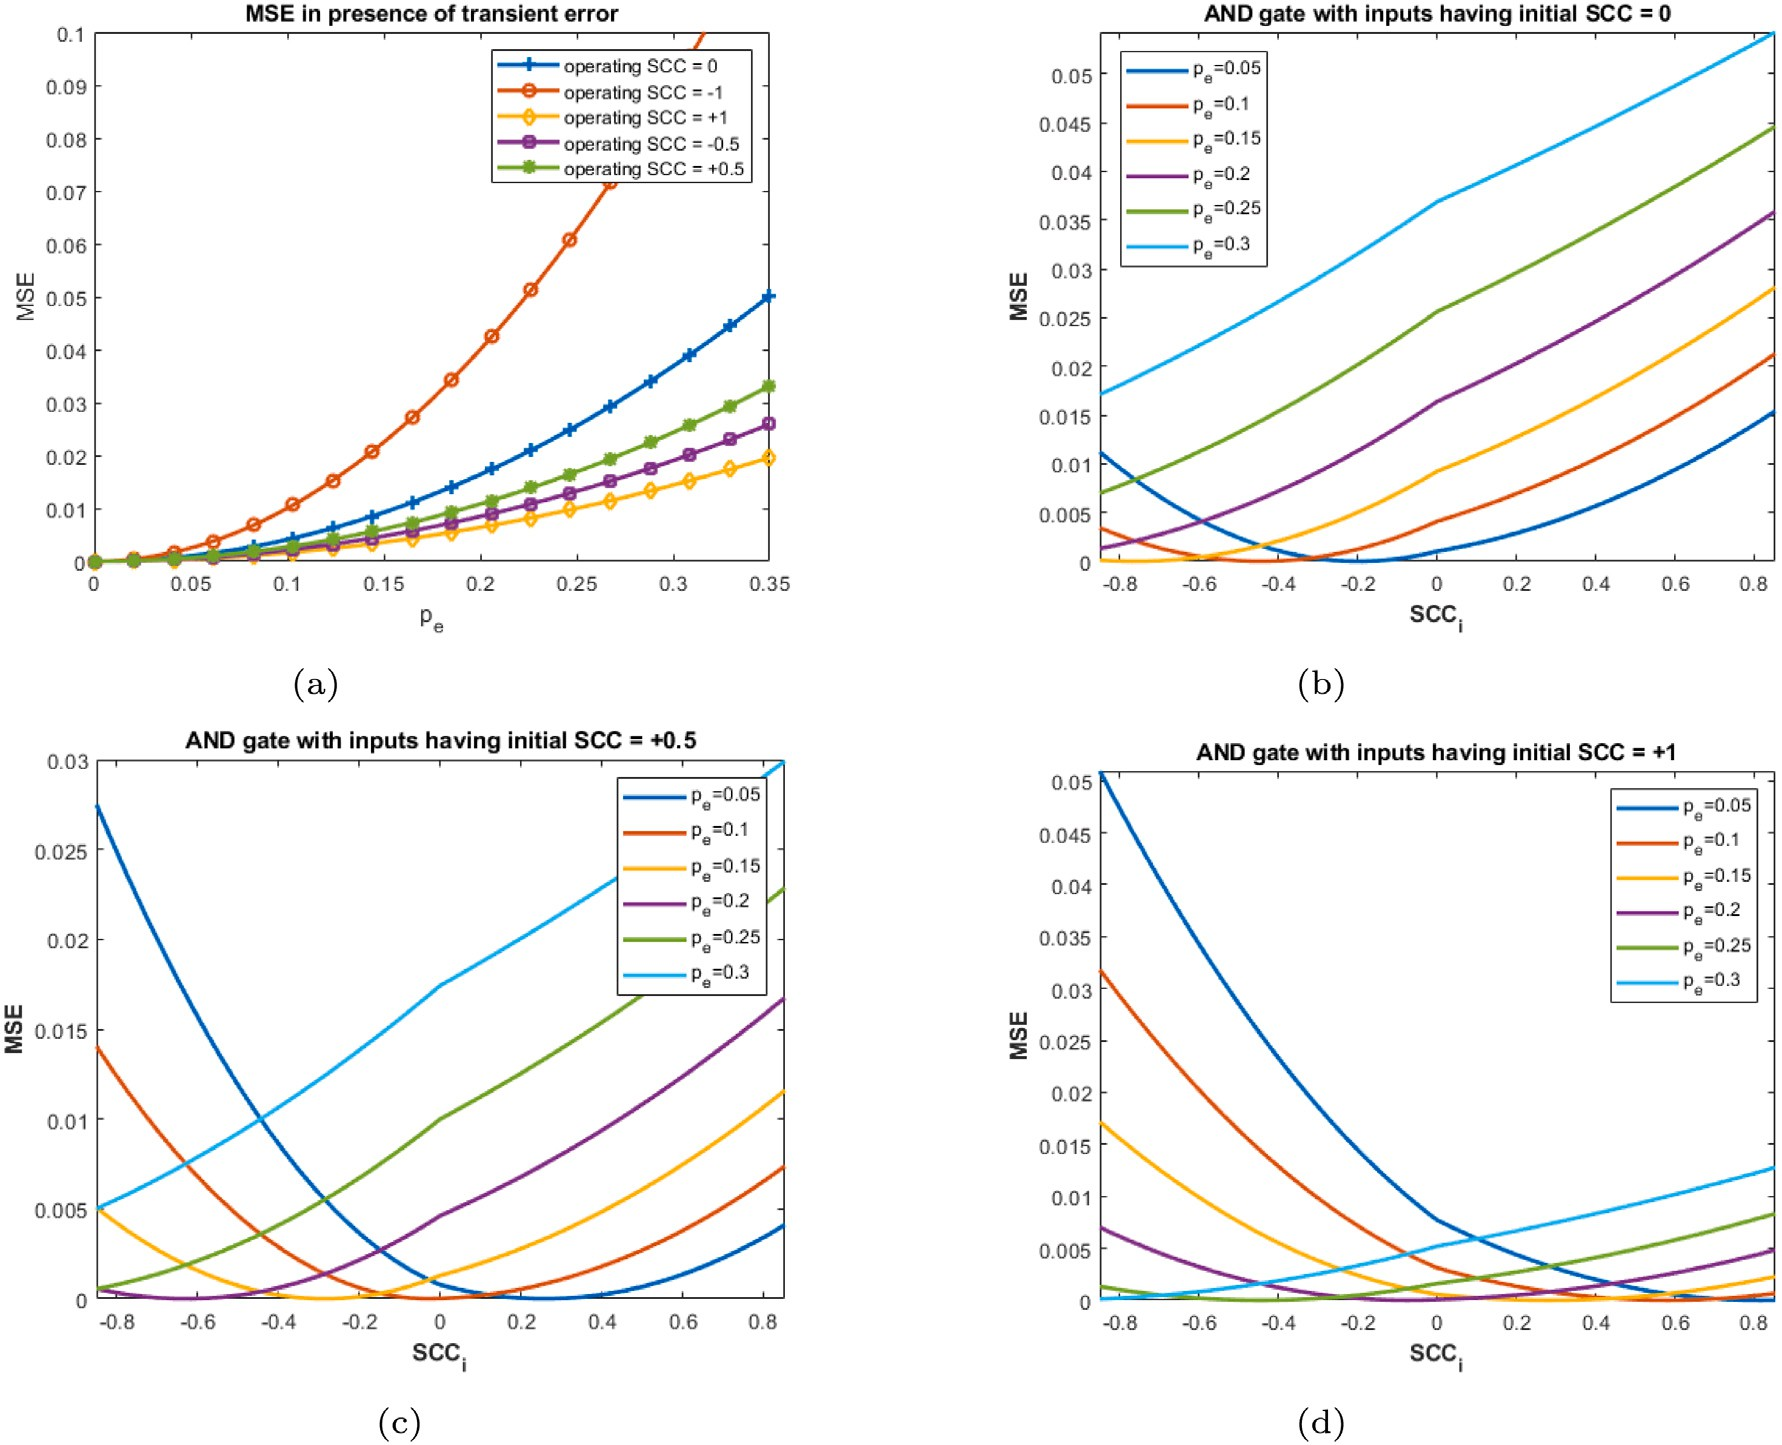 MSE in presence of transient error
0.1
0.09
0.08
0.07
0.06
0.05
0.04
0.03
0.02
0.01
0
MSE
operating SCC = 0
operating SCC = -1
operating SCC = +1
operating SCC = -0.5
operating SCC = +0.5
0 0.05 0.1 0.15 0.2 0.25 0.3 0.35
pe
(a)
AND gate with inputs having initial SCC = 0
0.05
0.045
0.04
0.035
0.03
0.025
0.02
0.015
0.01
0.005
0
MSE
pe=0.05
pe=0.1
pe=0.15
pe=0.2
pe=0.25
pe=0.3
-0.8 -0.6 -0.4 -0.2 0 0.2 0.4 0.6 0.8
SCCi
(b)
AND gate with inputs having initial SCC = +0.5
0.03
0.025
0.02
0.015
0.01
0.005
0
MSE
pe=0.05
pe=0.1
pe=0.15
pe=0.2
pe=0.25
pe=0.3
-0.8 -0.6 -0.4 -0.2 0 0.2 0.4 0.6 0.8
SCCi
(c)
AND gate with inputs having initial SCC = +1
0.05
0.045
0.04
0.035
0.03
0.025
0.02
0.015
0.01
0.005
0
MSE
pe=0.05
pe=0.1
pe=0.15
pe=0.2
pe=0.25
pe=0.3
-0.8 -0.6 -0.4 -0.2 0 0.2 0.4 0.6 0.8
SCCi
(d)